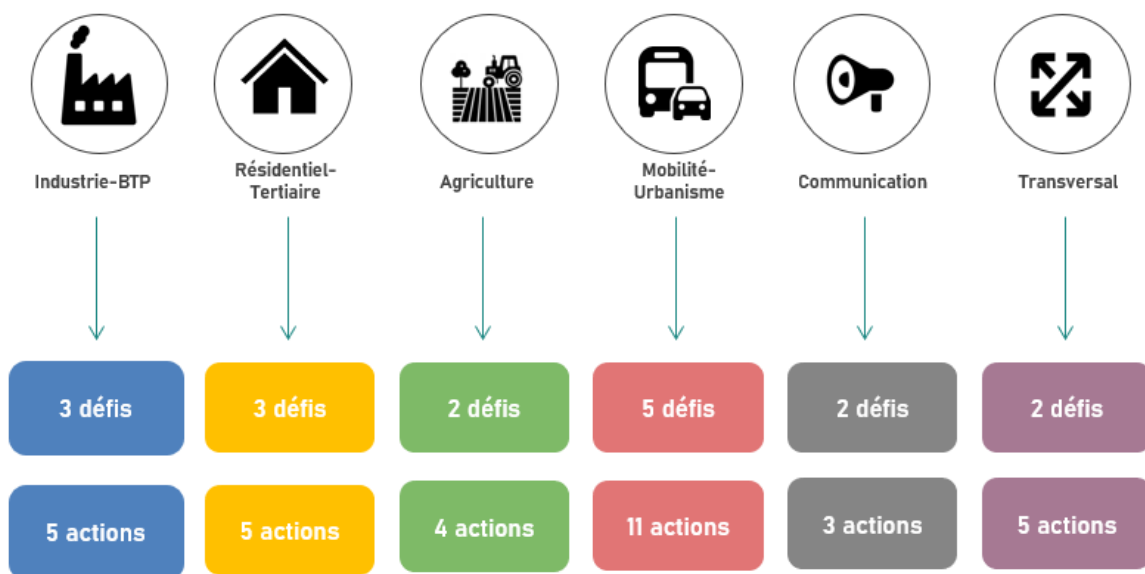 Industrie-BTP
Résidentiel-
Tertiaire
Agriculture
Mobilité-
Urbanisme
Communication
Transversal
3 défis
3 défis
2 défis
5 défis
2 défis
2 défis
5 actions
5 actions
4 actions
11 actions
3 actions
5 actions